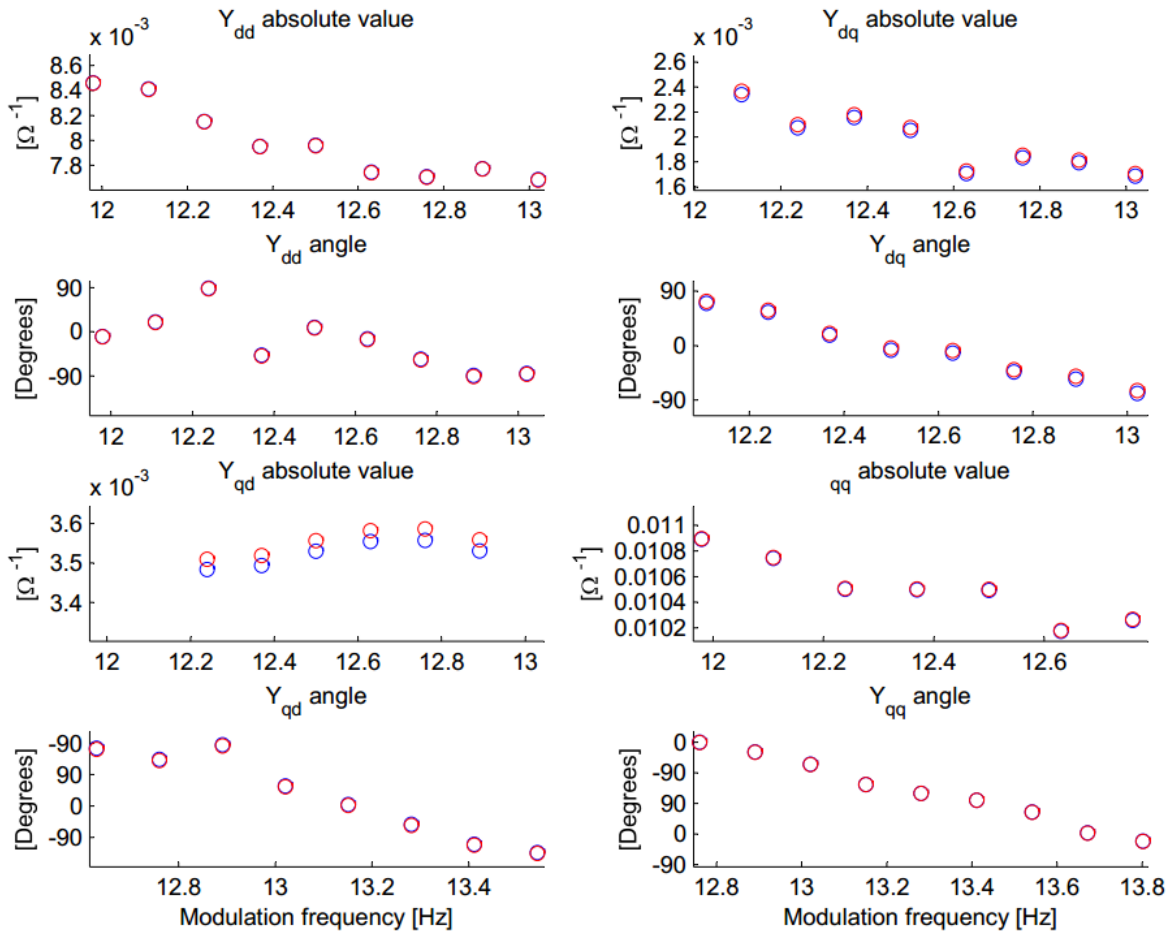 Y_dd absolute value
x 10^-3
8.6
8.4
8.2
8
7.8
[Ω^-1]
12 12.2 12.4 12.6 12.8 13
Y_dq absolute value
x 10^-3
2.6
2.4
2.2
2
1.8
1.6
[Ω^-1]
12 12.2 12.4 12.6 12.8 13
Y_dd angle
90
0
-90
[Degrees]
12 12.2 12.4 12.6 12.8 13
Y_dq angle
90
0
-90
[Degrees]
12.2 12.4 12.6 12.8 13
Y_qd absolute value
x 10^-3
3.6
3.5
3.4
[Ω^-1]
12 12.2 12.4 12.6 12.8 13
qq absolute value
0.011
0.0108
0.0106
0.0104
0.0102
[Ω^-1]
12 12.2 12.4 12.6
Y_qd angle
-90
90
0
-90
[Degrees]
12.8 13 13.2 13.4
Modulation frequency [Hz]
Y_qq angle
0
-90
90
0
-90
[Degrees]
12.8 13 13.2 13.4 13.6 13.8
Modulation frequency [Hz]